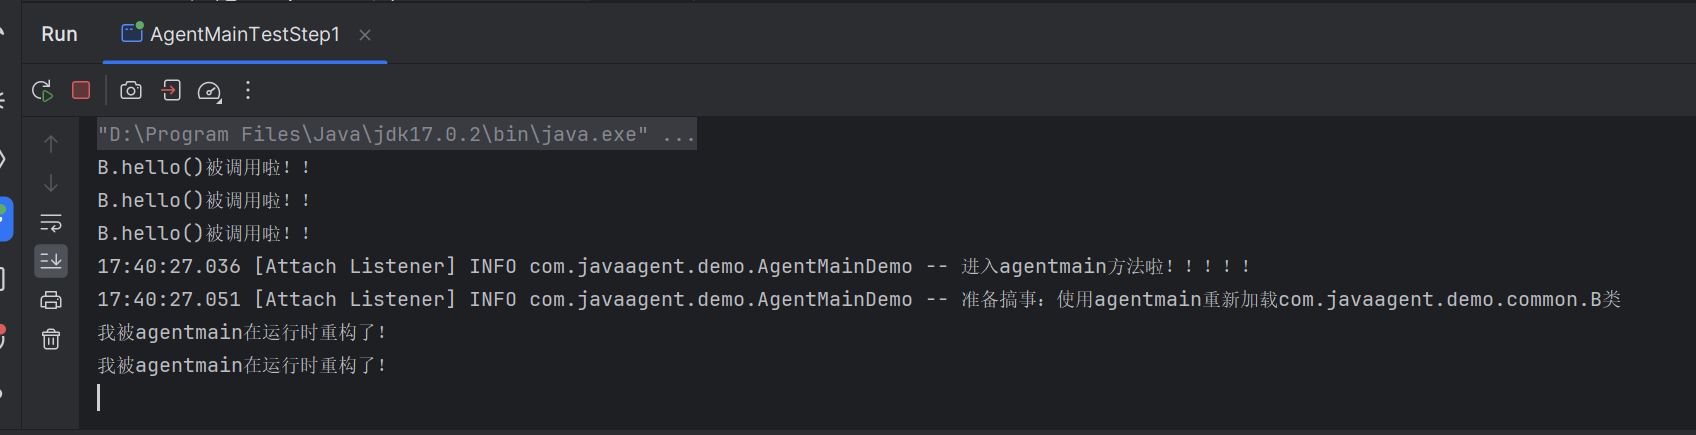 Run
AgentMainTestStep1
"D:\Program Files\Java\jdk17.0.2\bin\java.exe" ...
B.hello()被调用啦！！
B.hello()被调用啦！！
B.hello()被调用啦！！
17:40:27.036 [Attach Listener] INFO com.javaagent.demo.AgentMainDemo -- 进入agentmain方法啦！！！！！
17:40:27.051 [Attach Listener] INFO com.javaagent.demo.AgentMainDemo -- 准备搞事：使用agentmain重新加载com.javaagent.demo.common.B类
我被agentmain在运行时重构了！
我被agentmain在运行时重构了！